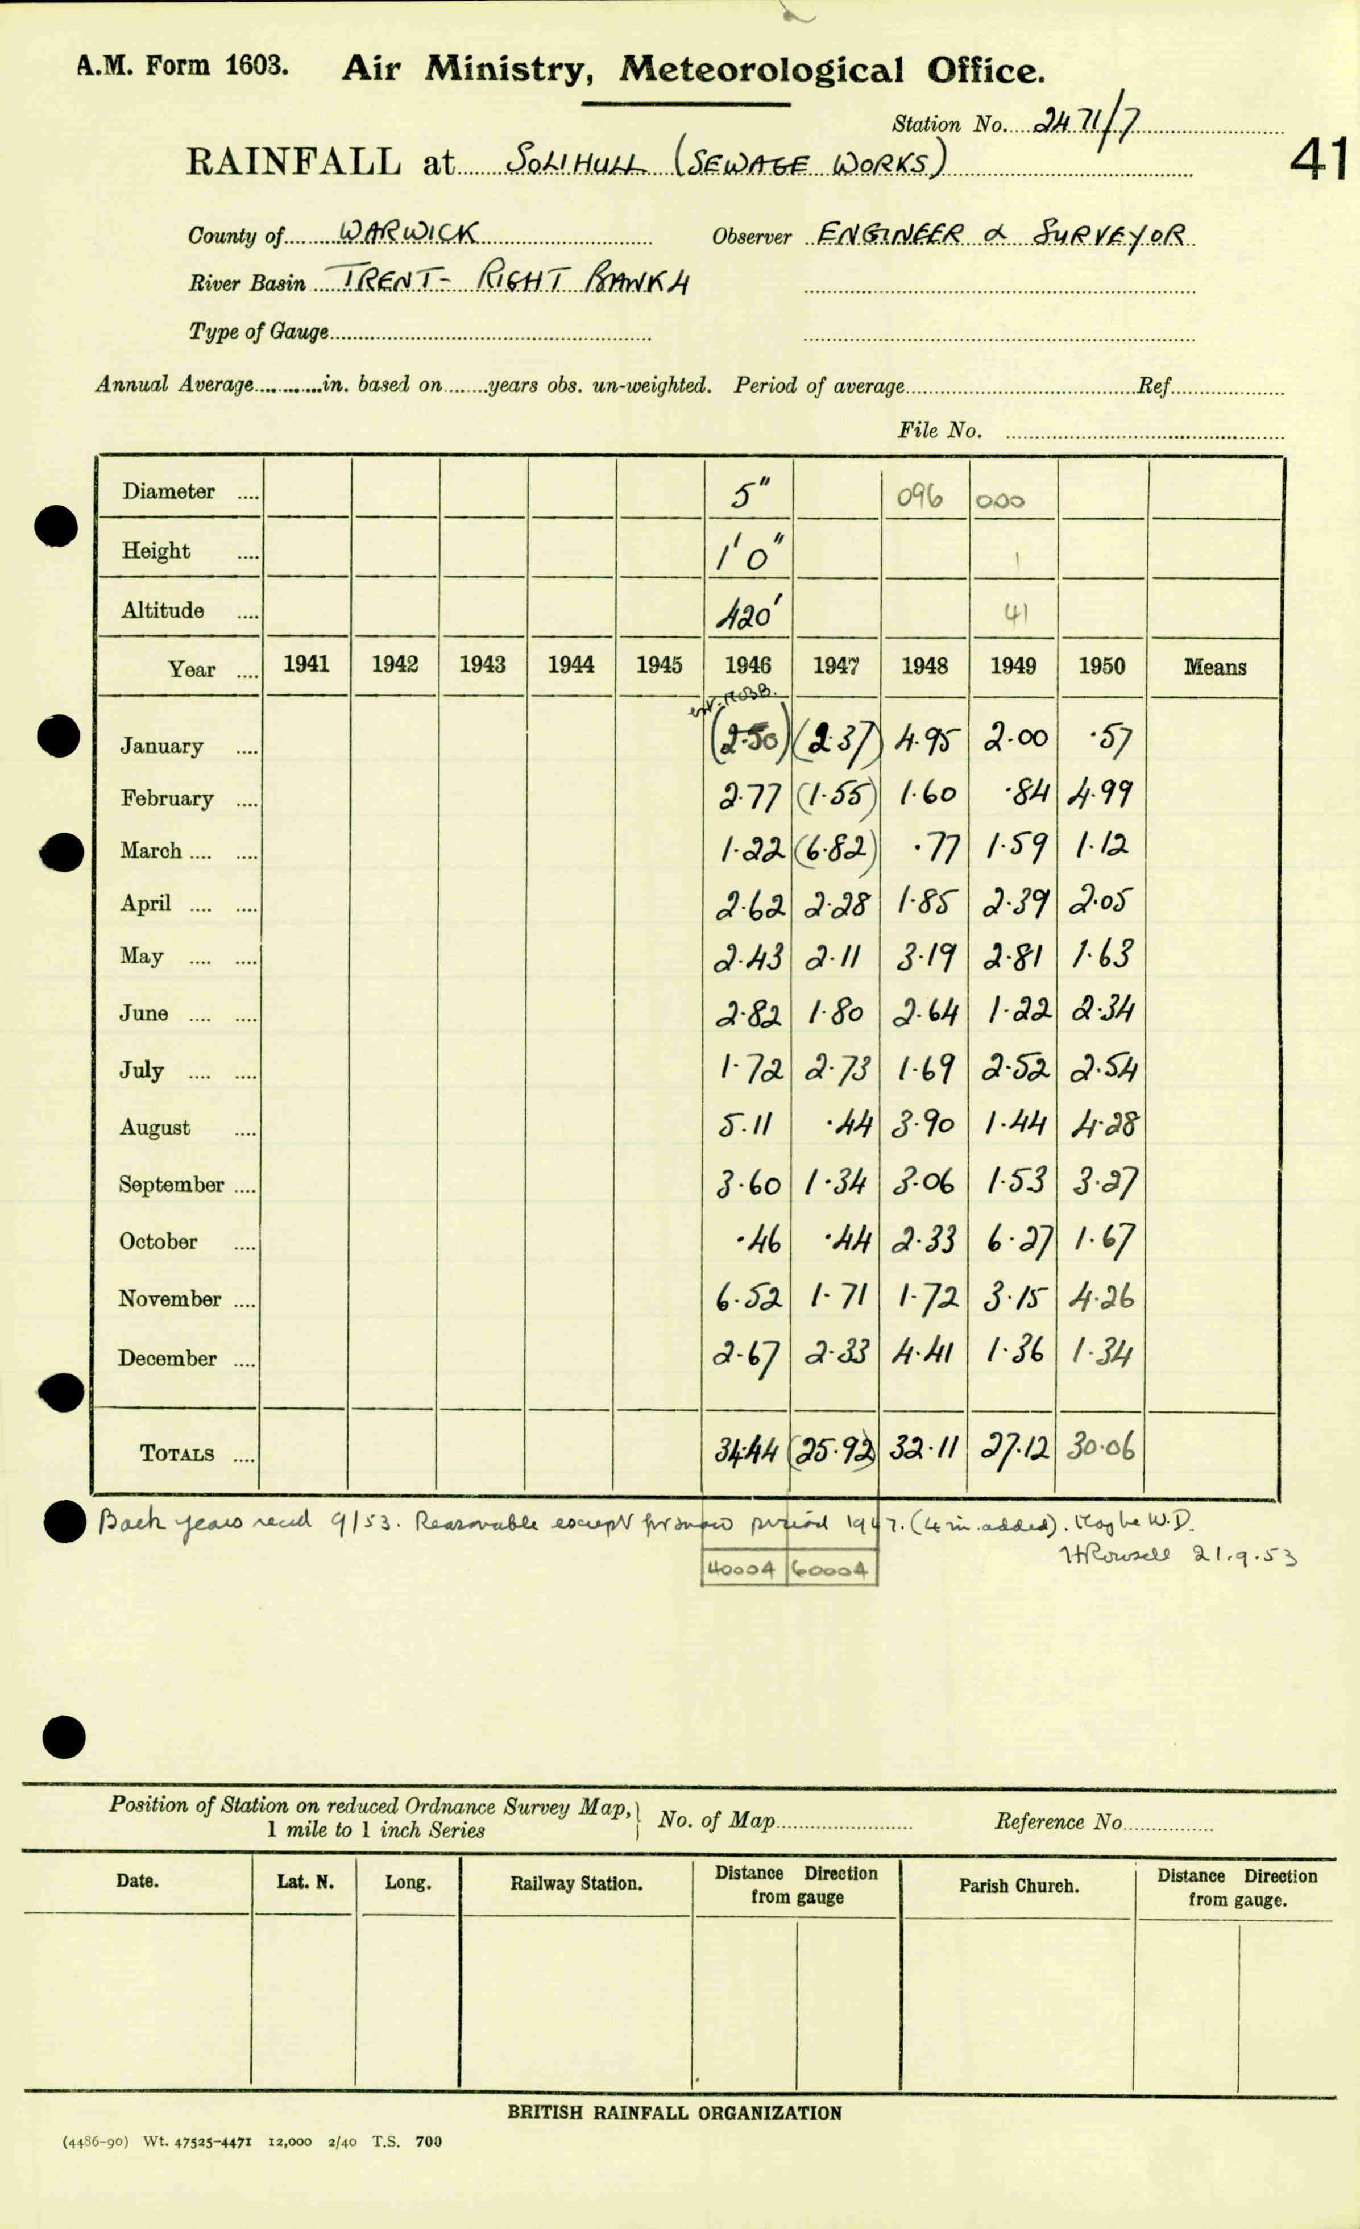 A.M. Form 1603. Air Ministry, Meteorological Office.
Station No. 2471/7
41
RAINFALL at SOLIHULL (SEWAGE WORKS)
County of WARWICK Observer ENGINEER & SURVEYOR
River Basin TRENT- RIGHT BANK 4
Type of Gauge
Annual Average in. based on years obs. un-weighted. Period of average Ref.
File No.
Diameter .... 5" 096 000
Height .... 1' 0" 1
Altitude .... 420' 41
Year .... 1941 1942 1943 1944 1945 1946 1947 1948 1949 1950 Means
January .... (2.50) (2.37) 4.95 2.00 .57
February .... 2.77 (1.55) 1.60 .84 4.99
March .... .... 1.22 (6.82) .77 1.59 1.12
April .... .... 2.62 2.28 1.85 2.39 2.05
May .... .... 2.43 2.11 3.19 2.81 1.63
June .... .... 2.82 1.80 2.64 1.22 2.34
July .... .... 1.72 2.73 1.69 2.52 2.54
August .... 5.11 .44 3.90 1.44 4.28
September .... 3.60 1.34 3.06 1.53 3.27
October .... .46 .44 2.33 6.27 1.67
November .... 6.52 1.71 1.72 3.15 4.26
December .... 2.67 2.33 4.41 1.36 1.34
TOTALS .... 34.44 (25.92) 32.11 27.12 30.06
Back years recd 9/53. Reasonable except for snow period 1947. (4 in. added). May be W.D.
HRowsell 21.9.53
40004 60004
Position of Station on reduced Ordnance Survey Map,
1 mile to 1 inch Series
No. of Map Reference No.
Date. Lat. N. Long. Railway Station. Distance Direction from gauge Parish Church. Distance Direction from gauge.
BRITISH RAINFALL ORGANIZATION
(4486-90) Wt. 47525-4471 12,000 2/40 T.S. 700